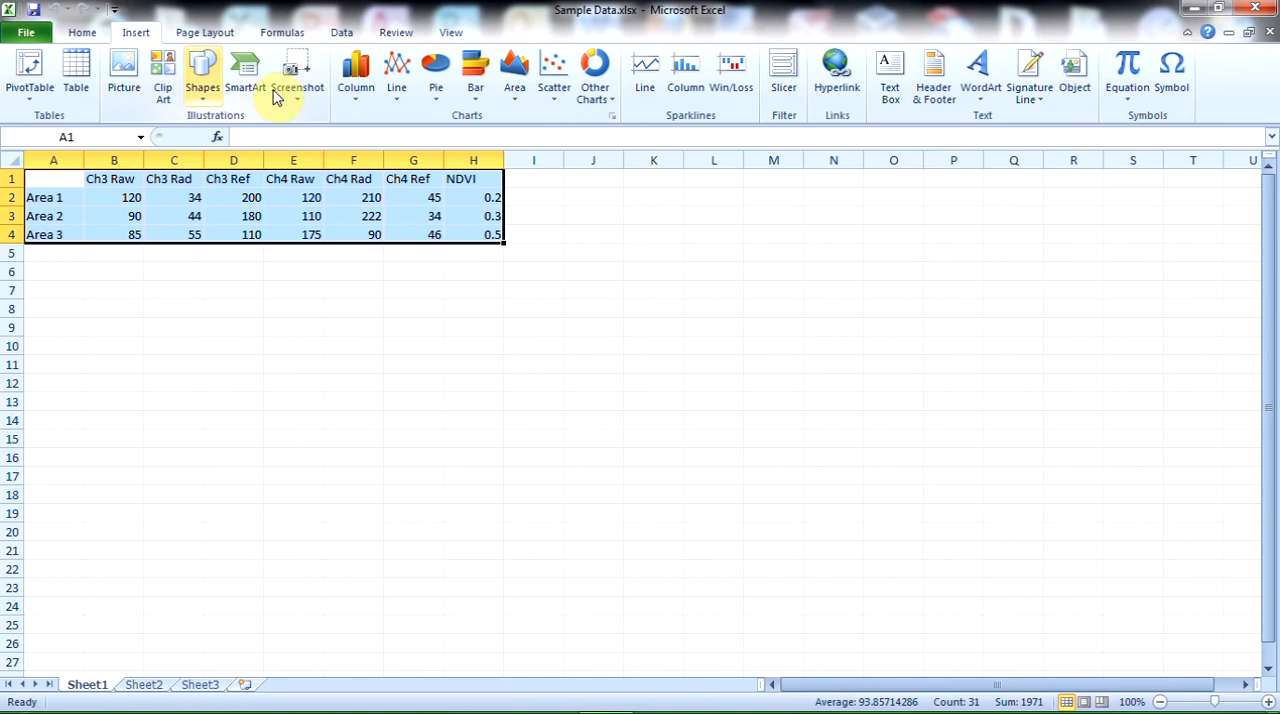 Sample Data.xlsx - Microsoft Excel
File Home Insert Page Layout Formulas Data Review View
PivotTable Table Picture Clip Art Shapes SmartArt Screenshot Column Line Pie Bar Area Scatter Other Charts Line Column Win/Loss Slicer Hyperlink Text Box Header & Footer WordArt Signature Line Object Equation Symbol
Tables Illustrations Charts Sparklines Filter Links Text Symbols
A1 fx
A B C D E F G H I J K L M N O P Q R S T U
1 Ch3 Raw Ch3 Rad Ch3 Ref Ch4 Raw Ch4 Rad Ch4 Ref NDVI
2 Area 1 120 34 200 120 210 45 0.2
3 Area 2 90 44 180 110 222 34 0.3
4 Area 3 85 55 110 175 90 46 0.5
5
6
7
8
9
10
11
12
13
14
15
16
17
18
19
20
21
22
23
24
25
26
27
Sheet1 Sheet2 Sheet3
Ready Average: 93.85714286 Count: 31 Sum: 1971 100%